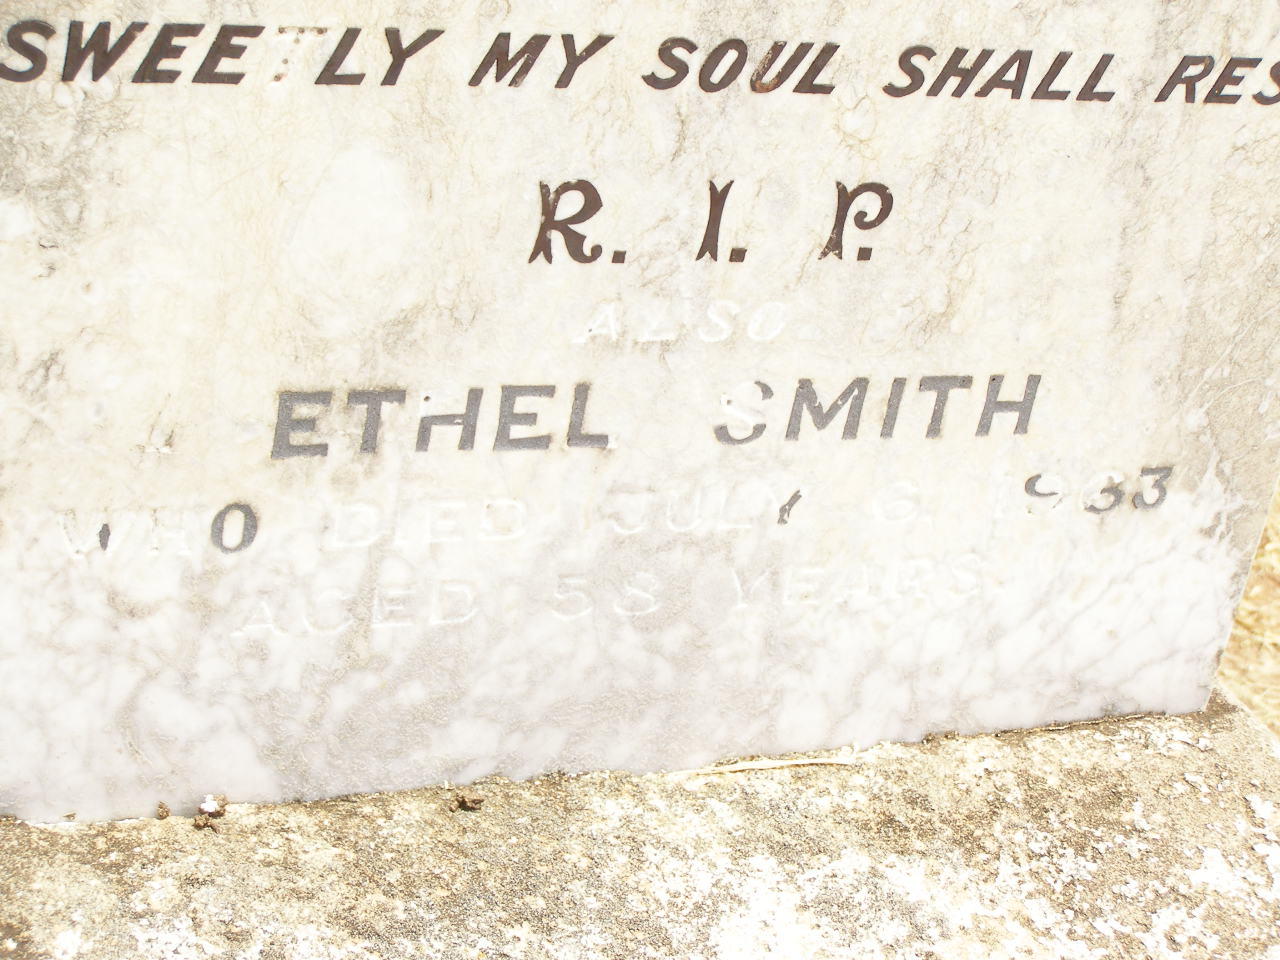 SWEETLY MY SOUL SHALL RES
R. I. P.
ALSO
ETHEL SMITH
WHO DIED JULY 6, 1933
AGED 58 YEARS